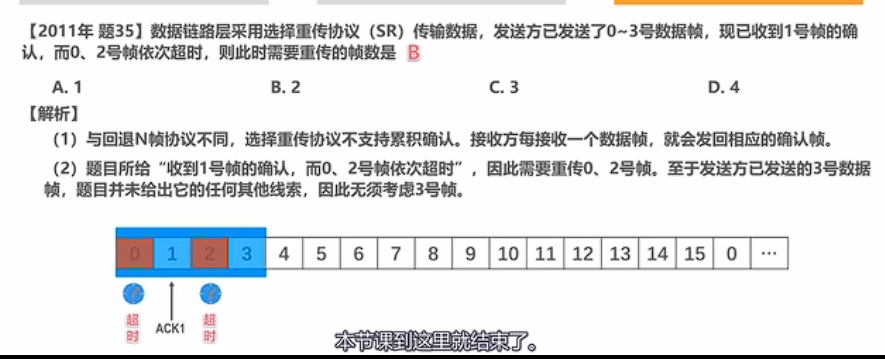 【2011年 题35】数据链路层采用选择重传协议（SR）传输数据，发送方已发送了0~3号数据帧，现已收到1号帧的确
认，而0、2号帧依次超时，则此时需要重传的帧数是 B
A. 1 B. 2 C. 3 D. 4
【解析】
（1）与回退N帧协议不同，选择重传协议不支持累积确认。接收方每接收一个数据帧，就会发回相应的确认帧。
（2）题目所给“收到1号帧的确认，而0、2号帧依次超时”，因此需要重传0、2号帧。至于发送方已发送的3号数据
帧，题目并未给出它的任何其他线索，因此无须考虑3号帧。
0 1 2 3 4 5 6 7 8 9 10 11 12 13 14 15 0 …
超时 ACK1 超时
本节课到这里就结束了。